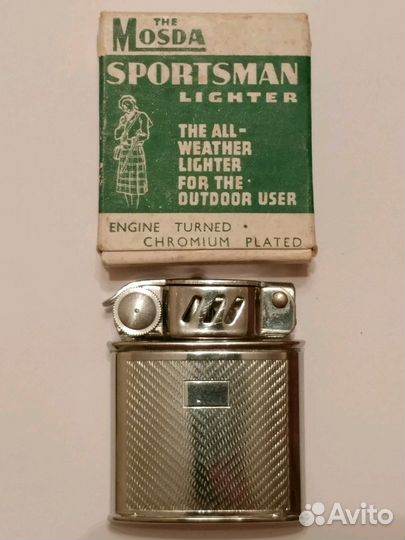 THE
MOSDA
SPORTSMAN
LIGHTER
THE ALL-
WEATHER
LIGHTER
FOR THE
OUTDOOR USER
ENGINE TURNED •
CHROMIUM PLATED
Avito